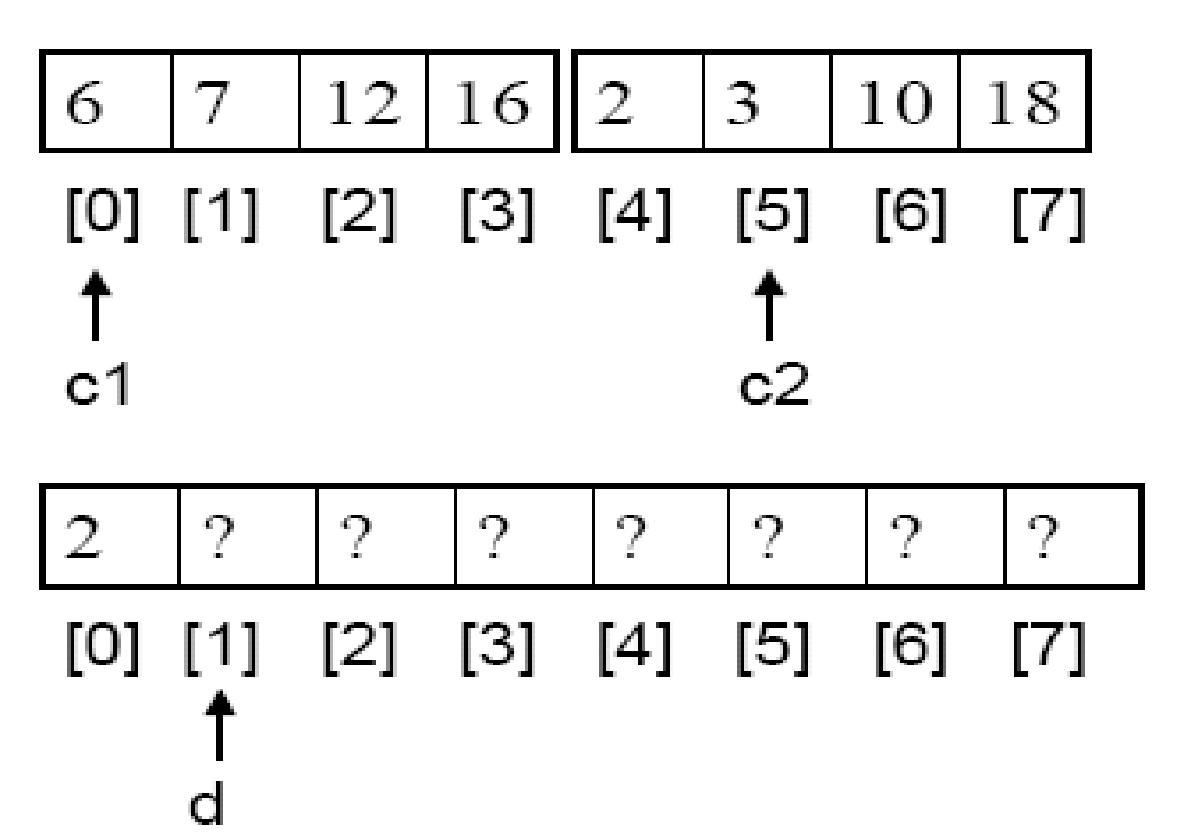 6 7 12 16 2 3 10 18
[0] [1] [2] [3] [4] [5] [6] [7]
c1 c2
2 ? ? ? ? ? ? ?
[0] [1] [2] [3] [4] [5] [6] [7]
d